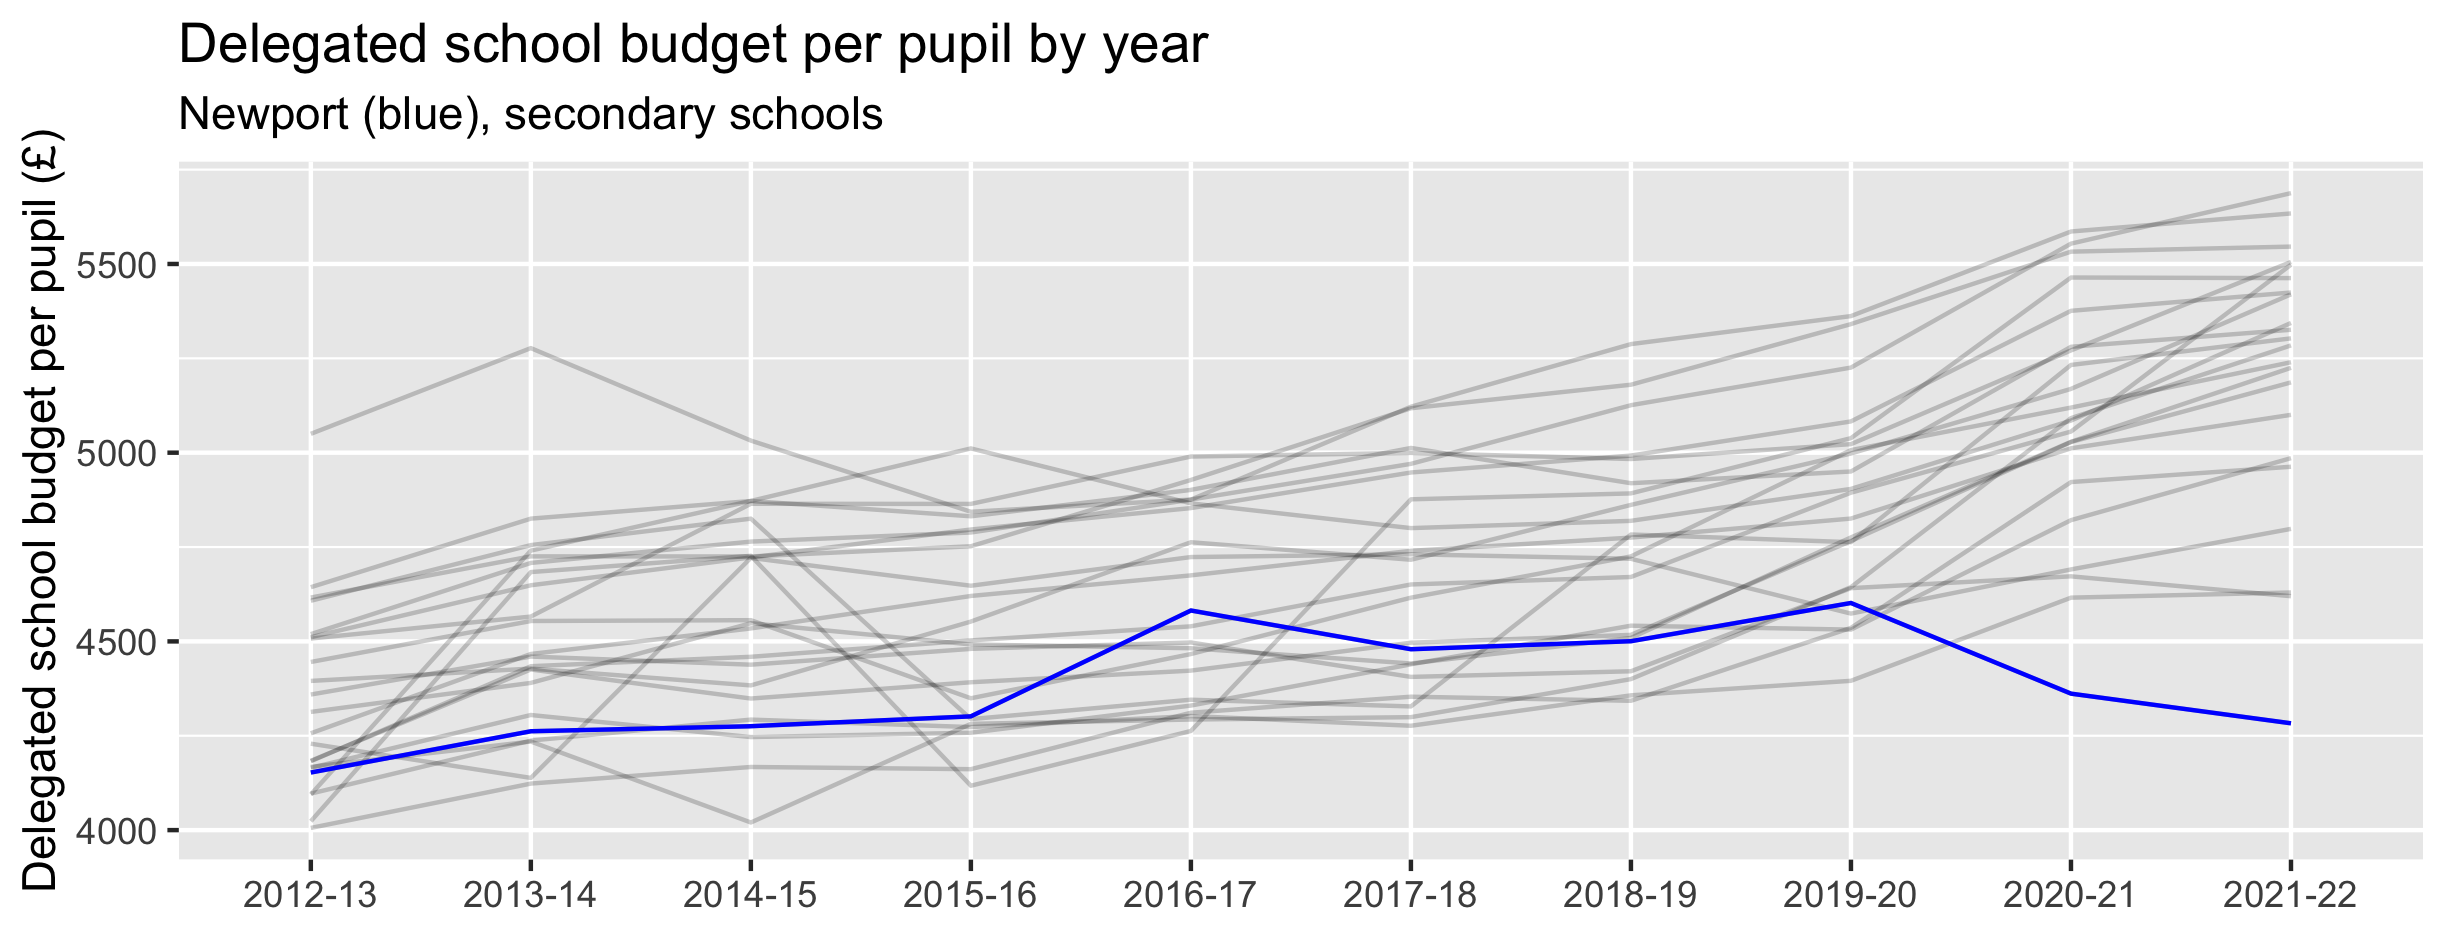 Delegated school budget per pupil by year
Newport (blue), secondary schools
Delegated school budget per pupil (£)
5500
5000
4500
4000
2012-13 2013-14 2014-15 2015-16 2016-17 2017-18 2018-19 2019-20 2020-21 2021-22